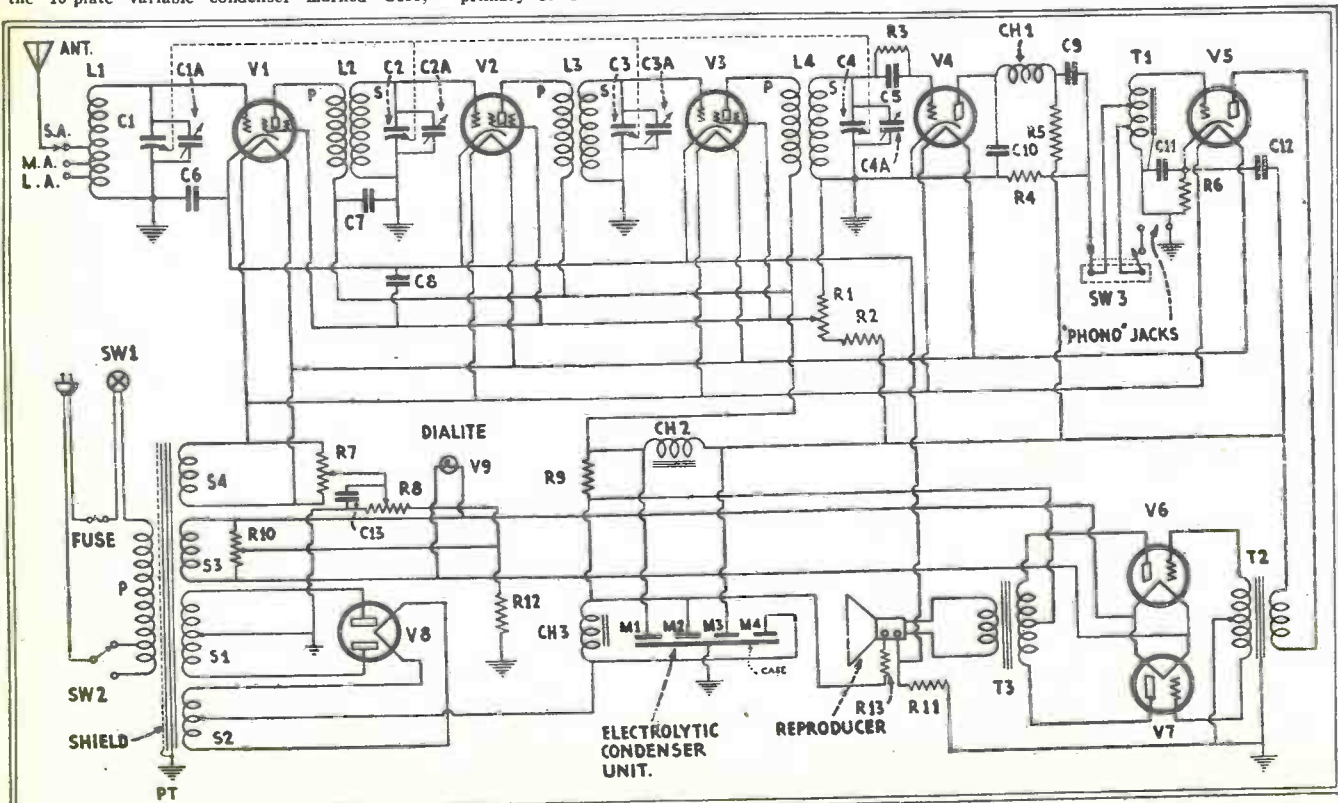 the 16-plate variable condenser marked
ANT.
L1
C1A
V1
L2
C2
C2A
V2
L3
C3
C3A
V3
L4
C4
R3
V4
CH1
C9
T1
V5
P
S
P
S
P
S
C1
C5
S.A.
M.A.
L.A.
C6
C7
C4A
C10
R5
R4
C11
R6
C12
C8
R1
R2
SW3
"PHONO" JACKS
SW1
DIALITE
CH2
S4
R7
V9
R9
R8
C13
FUSE
R10
V6
S3
P
T2
R12
CH3
M1
M2
M3
M4
V8
S1
CASE
SW2
R13
R11
T3
S2
SHIELD
ELECTROLYTIC
CONDENSER
UNIT.
REPRODUCER
V7
PT